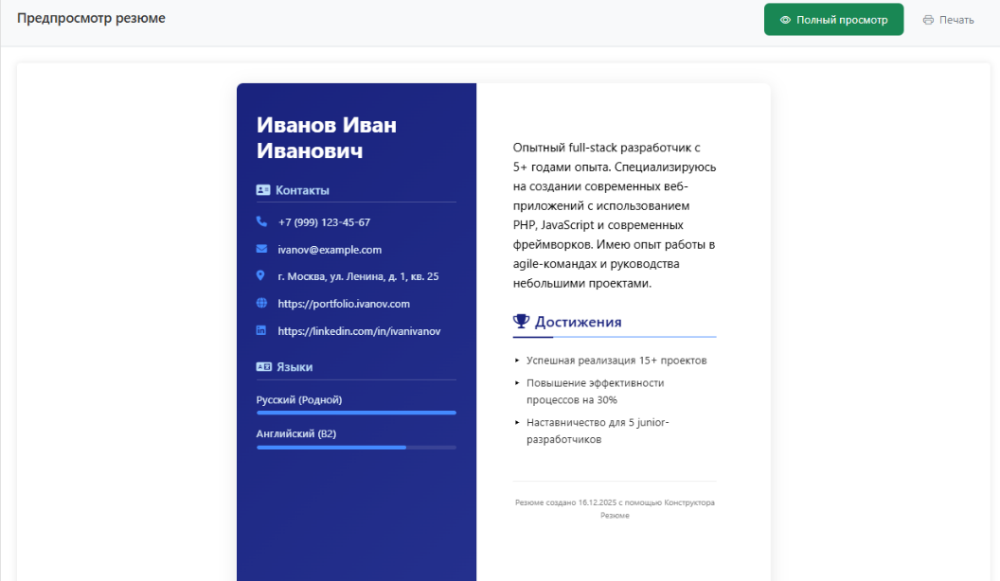 Предпросмотр резюме
Полный просмотр
Печать
Иванов Иван
Иванович
Контакты
+7 (999) 123-45-67
ivanov@example.com
г. Москва, ул. Ленина, д. 1, кв. 25
https://portfolio.ivanov.com
https://linkedin.com/in/ivanivanov
Языки
Русский (Родной)
Английский (B2)
Опытный full-stack разработчик с
5+ годами опыта. Специализируюсь
на создании современных веб-
приложений с использованием
PHP, JavaScript и современных
фреймворков. Имею опыт работы в
agile-командах и руководства
небольшими проектами.
Достижения
‣ Успешная реализация 15+ проектов
‣ Повышение эффективности
процессов на 30%
‣ Наставничество для 5 junior-
разработчиков
Резюме создано 16.12.2025 с помощью Конструктора
Резюме